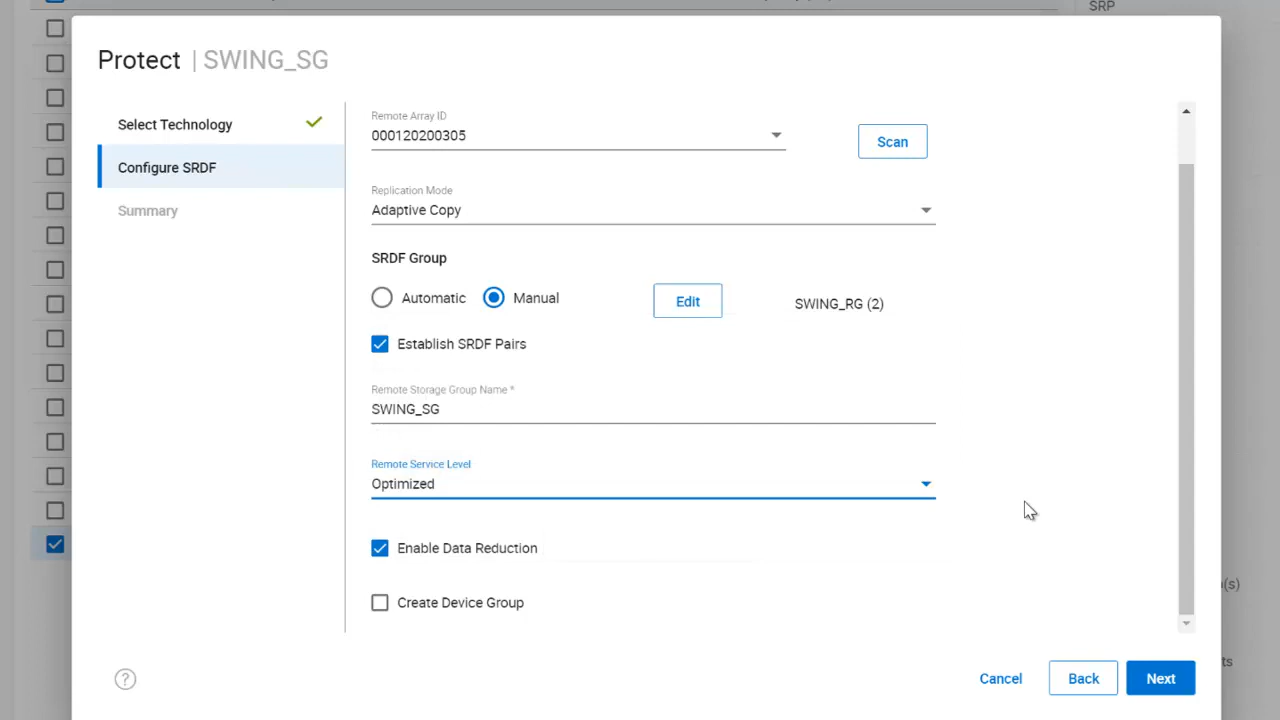 SRP
Protect | SWING_SG
Select Technology
Configure SRDF
Summary
Remote Array ID
000120200305
Scan
Replication Mode
Adaptive Copy
SRDF Group
Automatic
Manual
Edit
SWING_RG (2)
Establish SRDF Pairs
Remote Storage Group Name *
SWING_SG
Remote Service Level
Optimized
Enable Data Reduction
Create Device Group
(s)
ts
?
Cancel
Back
Next